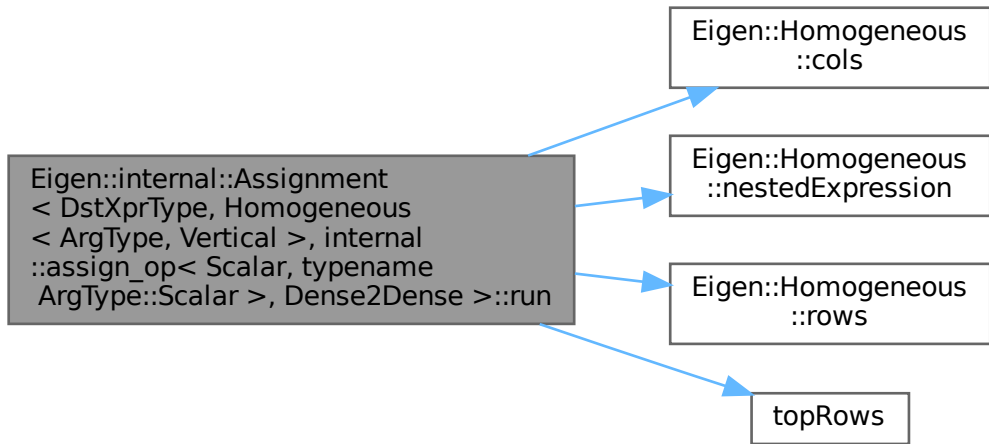 Eigen::internal::Assignment
< DstXprType, Homogeneous
< ArgType, Vertical >, internal
::assign_op< Scalar, typename
 ArgType::Scalar >, Dense2Dense >::run
Eigen::Homogeneous
::cols
Eigen::Homogeneous
::nestedExpression
Eigen::Homogeneous
::rows
topRows